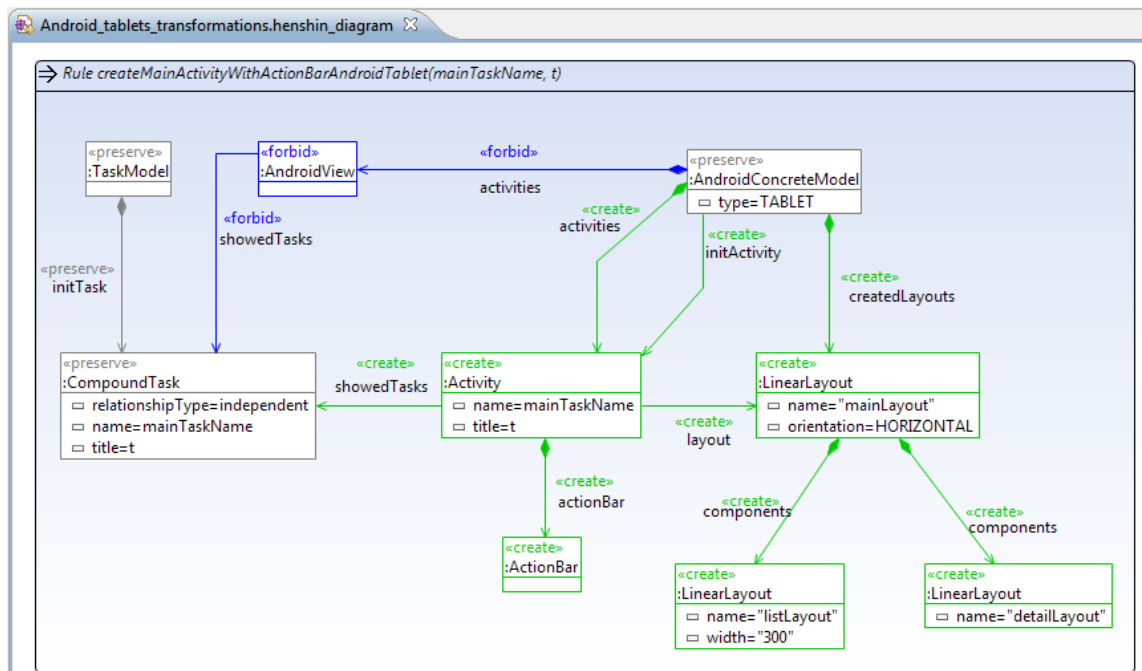 Android_tablets_transformations.henshin_diagram
Rule createMainActivityWithActionBarAndroidTablet(mainTaskName, t)
«preserve»
:TaskModel
«forbid»
:AndroidView
«forbid»
activities
«preserve»
:AndroidConcreteModel
type=TABLET
«forbid»
showedTasks
«create»
activities
«create»
initActivity
«preserve»
initTask
«create»
createdLayouts
«preserve»
:CompoundTask
relationshipType=independent
name=mainTaskName
title=t
«create»
showedTasks
«create»
:Activity
name=mainTaskName
title=t
«create»
layout
«create»
:LinearLayout
name="mainLayout"
orientation=HORIZONTAL
«create»
actionBar
«create»
components
«create»
components
«create»
:ActionBar
«create»
:LinearLayout
name="listLayout"
width="300"
«create»
:LinearLayout
name="detailLayout"